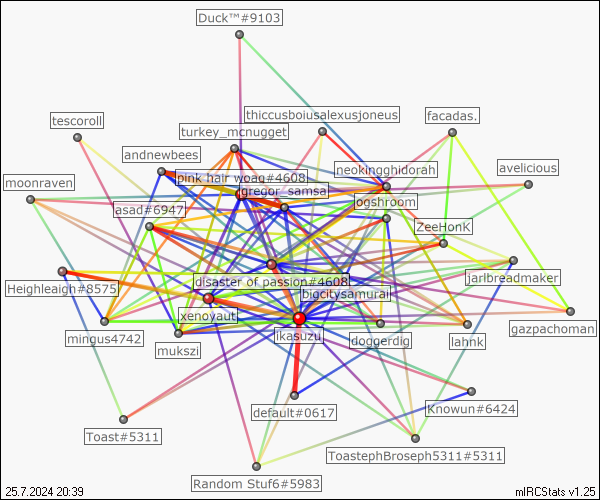 Duck™#9103
thiccusboiusalexusjoneus
facadas.
tescoroll
turkey_mcnugget
andnewbees
neokingghidorah
avelicious
pink hair woag#4608
moonraven
gregor_samsa
logshroom
asad#6947
ZeeHonk
disaster of passion#4608
jarlbreadmaker
Heighleaigh#8575
bigcitysamurai
xenoyaut
gazpachoman
mingus4742
ikasuzu
doggerdig
lahnk
mukszi
default#0617
Knowun#6424
Toast#5311
ToastephBroseph5311#5311
Random Stuf6#5983
25.7.2024 20:39
mIRCStats v1.25